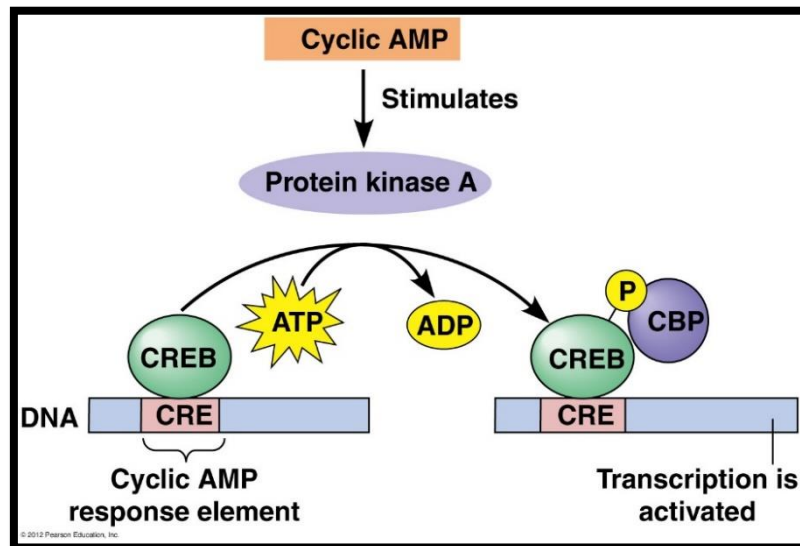 Cyclic AMP
Stimulates
Protein kinase A
ATP
ADP
P
CREB
CREB
CBP
DNA
CRE
CRE
Cyclic AMP
response element
Transcription is
activated
© 2012 Pearson Education, Inc.